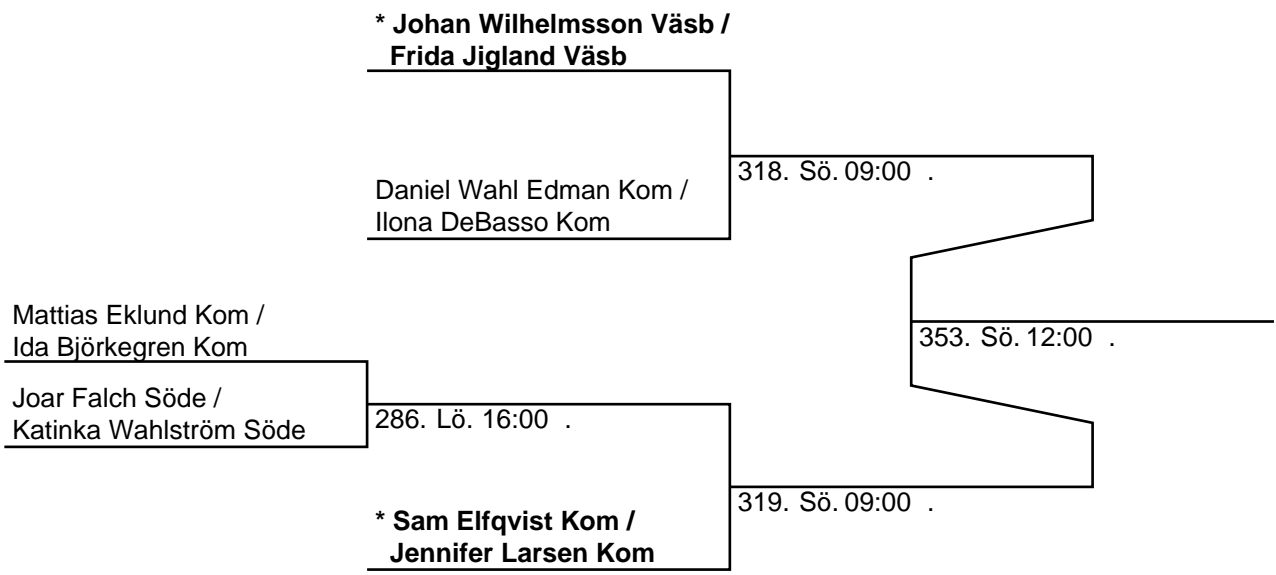 * Johan Wilhelmsson Väsb /
Frida Jigland Väsb
318. Sö. 09:00 .
Daniel Wahl Edman Kom /
Ilona DeBasso Kom
Mattias Eklund Kom /
Ida Björkegren Kom
353. Sö. 12:00 .
Joar Falch Söde /
Katinka Wahlström Söde
286. Lö. 16:00 .
319. Sö. 09:00 .
* Sam Elfqvist Kom /
Jennifer Larsen Kom